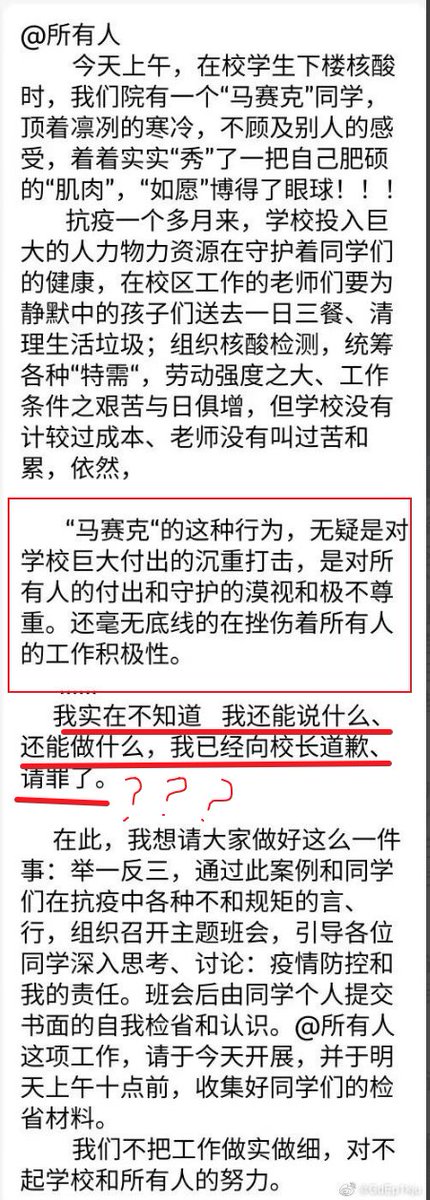 @所有人
今天上午，在校学生下楼核酸
时，我们院有一个“马赛克”同学，
顶着凛冽的寒冷，不顾及别人的感
受，着着实实“秀”了一把自己肥硕
的“肌肉”，“如愿”博得了眼球！！！
抗疫一个多月来，学校投入巨
大的人力物力资源在守护着同学们
的健康，在校区工作的老师们要为
静默中的孩子们送去一日三餐、清
理生活垃圾；组织核酸检测，统筹
各种“特需“，劳动强度之大、工作
条件之艰苦与日俱增，但学校没有
计较过成本、老师没有叫过苦和
累，依然，
“马赛克“的这种行为，无疑是对
学校巨大付出的沉重打击，是对所
有人的付出和守护的漠视和极不尊
重。还毫无底线的在挫伤着所有人
的工作积极性。
......
我实在不知道 我还能说什么、
还能做什么，我已经向校长道歉、
请罪了。
? ? ?
在此，我想请大家做好这么一件
事：举一反三，通过此案例和同学
们在抗疫中各种不和规矩的言、
行，组织召开主题班会，引导各位
同学深入思考、讨论：疫情防控和
我的责任。班会后由同学个人提交
书面的自我检省和认识。@所有人
这项工作，请于今天开展，并于明
天上午十点前，收集好同学们的检
省材料。
我们不把工作做实做细，对不
起学校和所有人的努力。